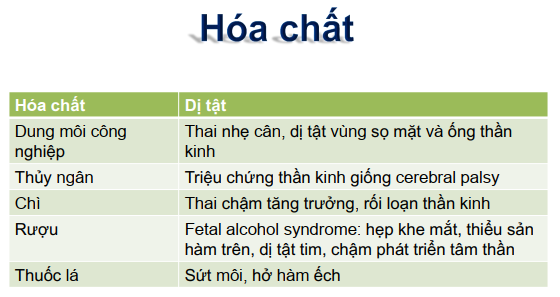 Hóa chất
Hóa chất Dị tật
Dung môi công nghiệp Thai nhẹ cân, dị tật vùng sọ mặt và ống thần kinh
Thủy ngân Triệu chứng thần kinh giống cerebral palsy
Chì Thai chậm tăng trưởng, rối loạn thần kinh
Rượu Fetal alcohol syndrome: hẹp khe mắt, thiểu sản hàm trên, dị tật tim, chậm phát triển tâm thần
Thuốc lá Sứt môi, hở hàm ếch